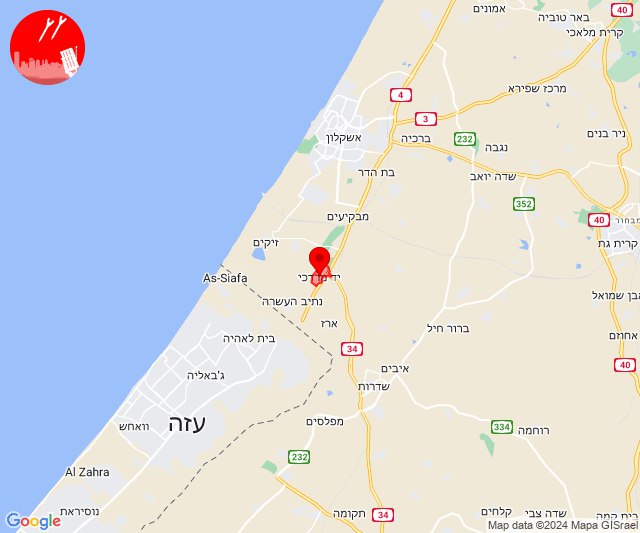 אמונים
באר טוביה
40
קרית מלאכי
4
מרכז שפירא
3
אשקלון
ברכיה
232
נגבה
ניר בנים
בת הדר
שדה יואב
352
מבקיעים
40
קרית גת
זיקים
As-Siafa
אבן שמואל
נתיב העשרה
ארז
ברור חיל
אחוזם
בית לאהיה
34
40
איבים
ג'באליה
שדרות
וואחש
עזה
מפלסים
334
רוחמה
232
Al Zahra
נוסיראת
תקומה
34
קלחים
שדה צבי
Google
Map data ©2024 Mapa GISrael